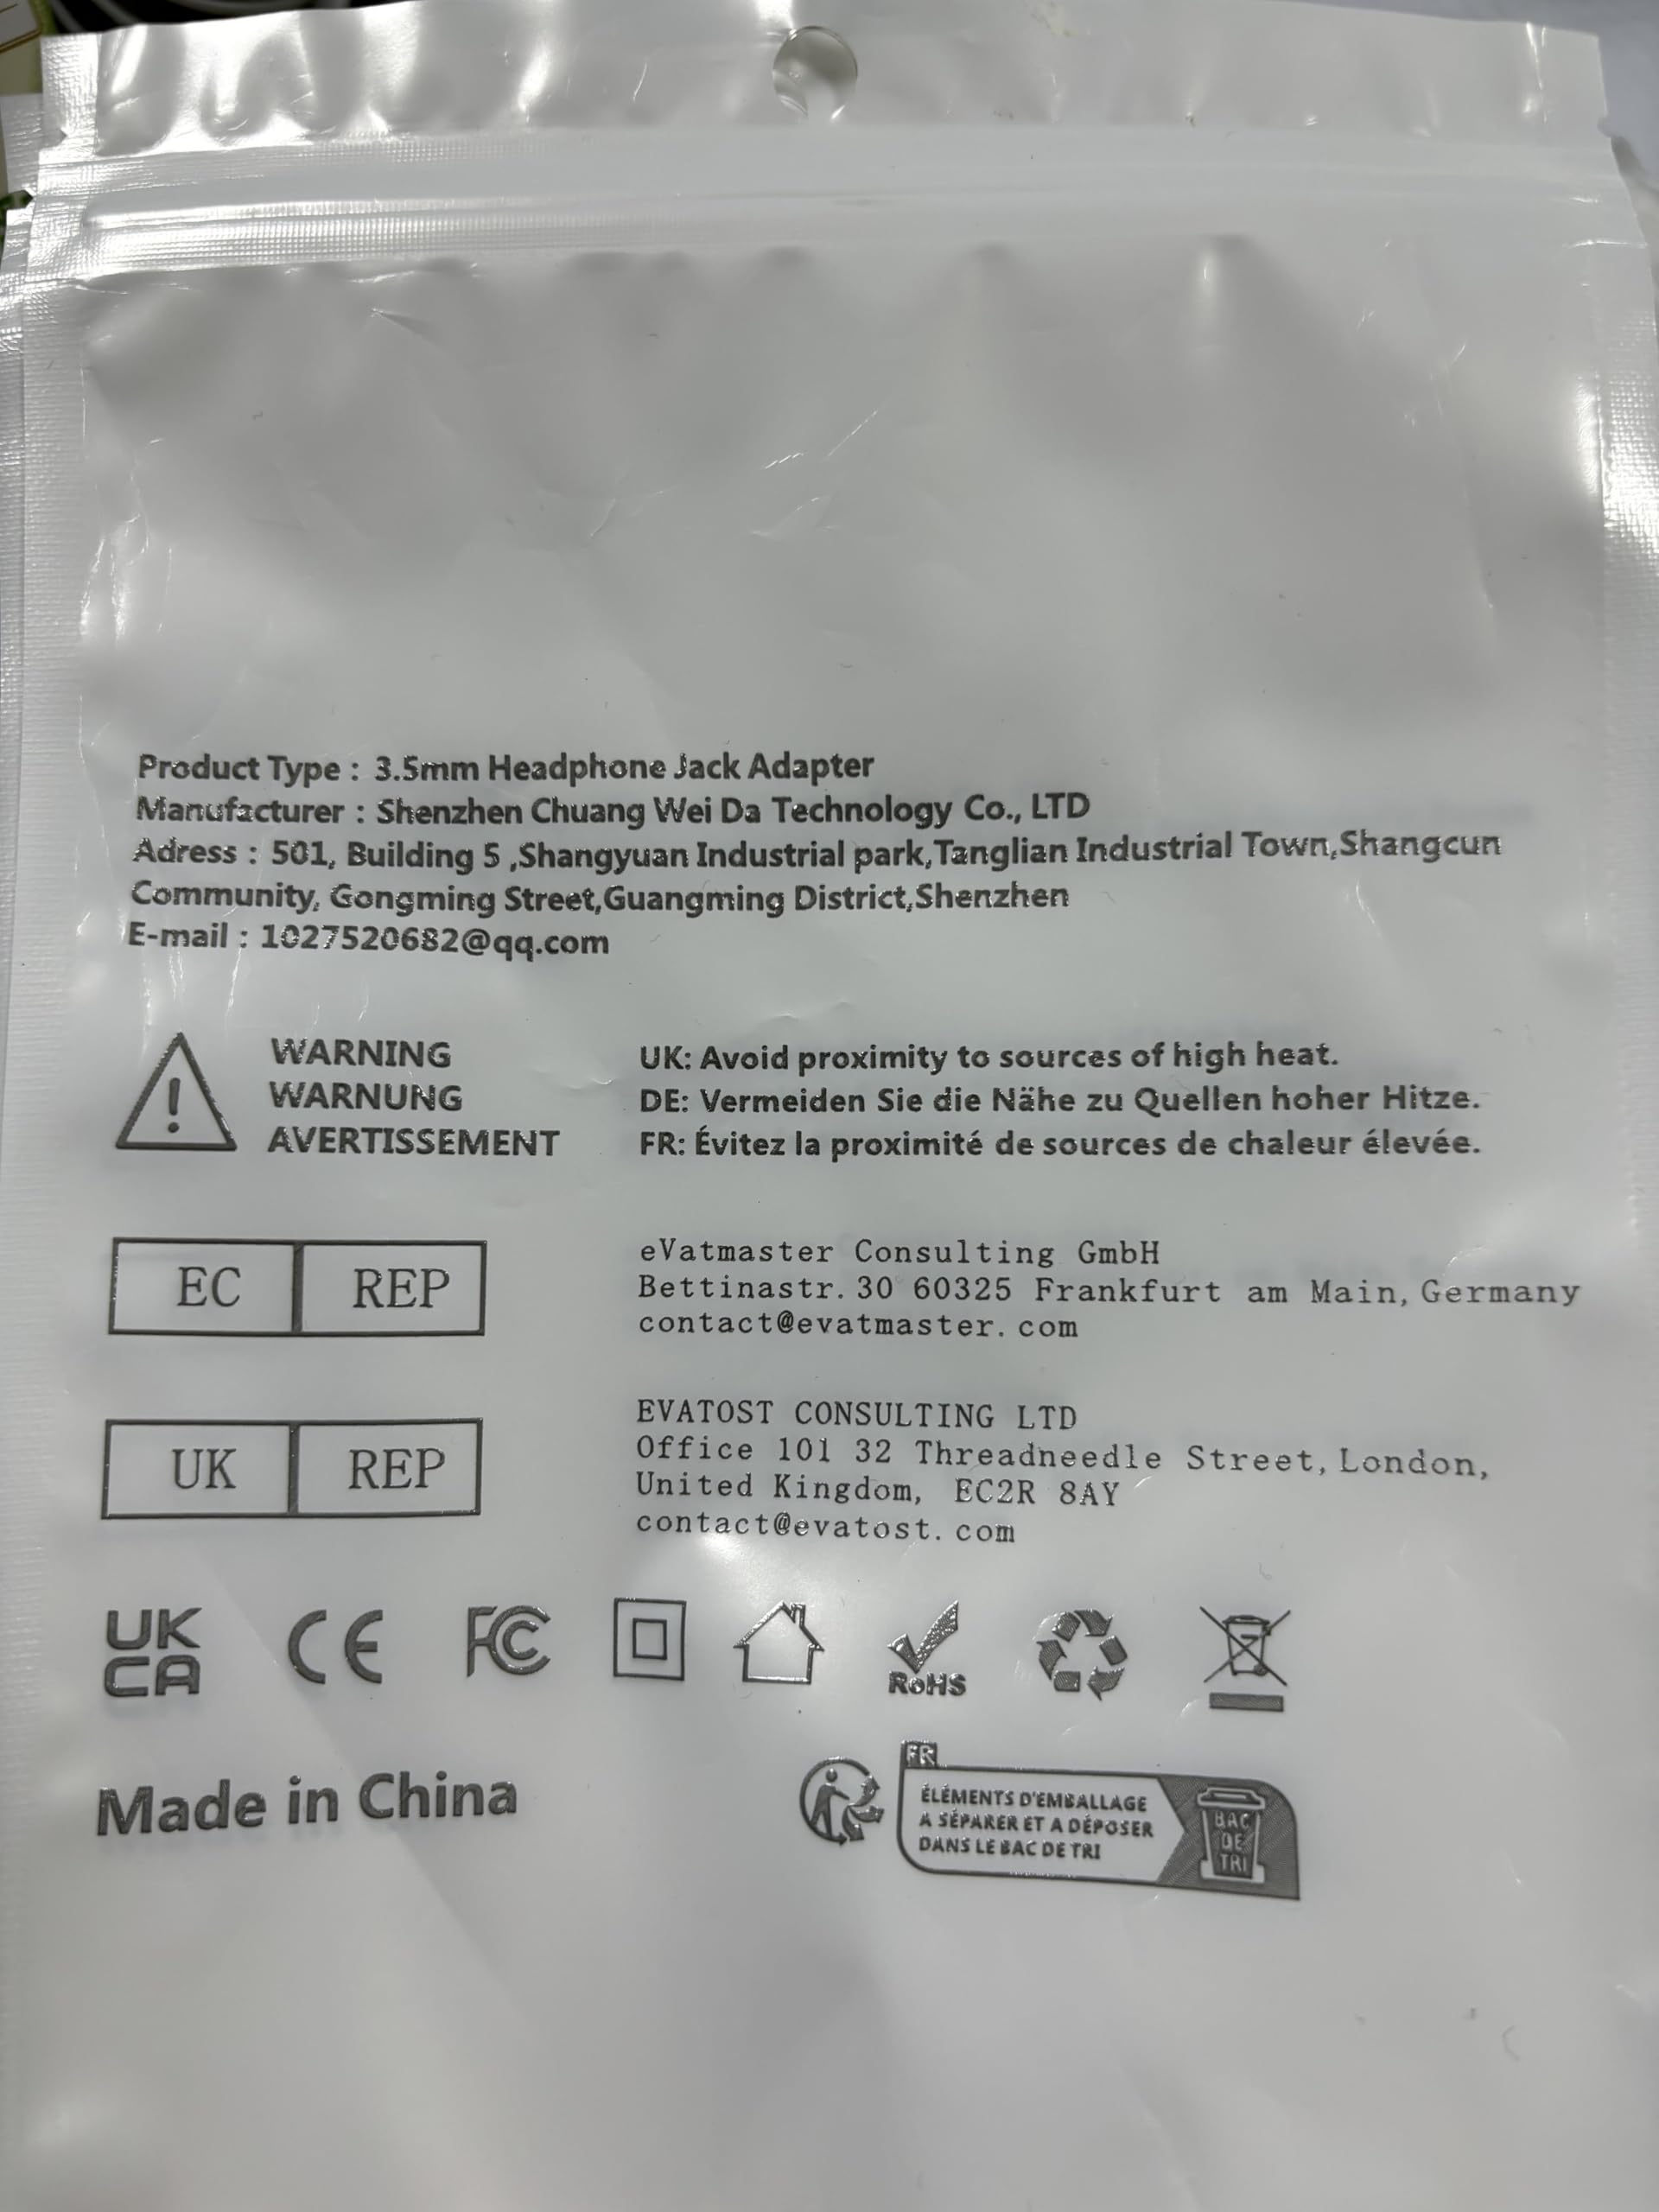 Product Type : 3.5mm Headphone Jack Adapter
Manufacturer : Shenzhen Chuang Wei Da Technology Co., LTD
Adress : 501, Building 5 ,Shangyuan Industrial park,Tanglian Industrial Town,Shangcun
Community, Gongming Street,Guangming District,Shenzhen
E-mail : 1027520682@qq.com
WARNING
WARNUNG
AVERTISSEMENT
UK: Avoid proximity to sources of high heat.
DE: Vermeiden Sie die Nähe zu Quellen hoher Hitze.
FR: Évitez la proximité de sources de chaleur élevée.
EC REP
eVatmaster Consulting GmbH
Bettinastr. 30 60325 Frankfurt am Main, Germany
contact@evatmaster. com
UK REP
EVATOST CONSULTING LTD
Office 101 32 Threadneedle Street, London,
United Kingdom, EC2R 8AY
contact@evatost. com
UK
CA
CE
FC
RoHS
Made in China
FR
ÉLÉMENTS D'EMBALLAGE
A SÉPARER ET A DÉPOSER
DANS LE BAC DE TRI
BAC
DE
TRI